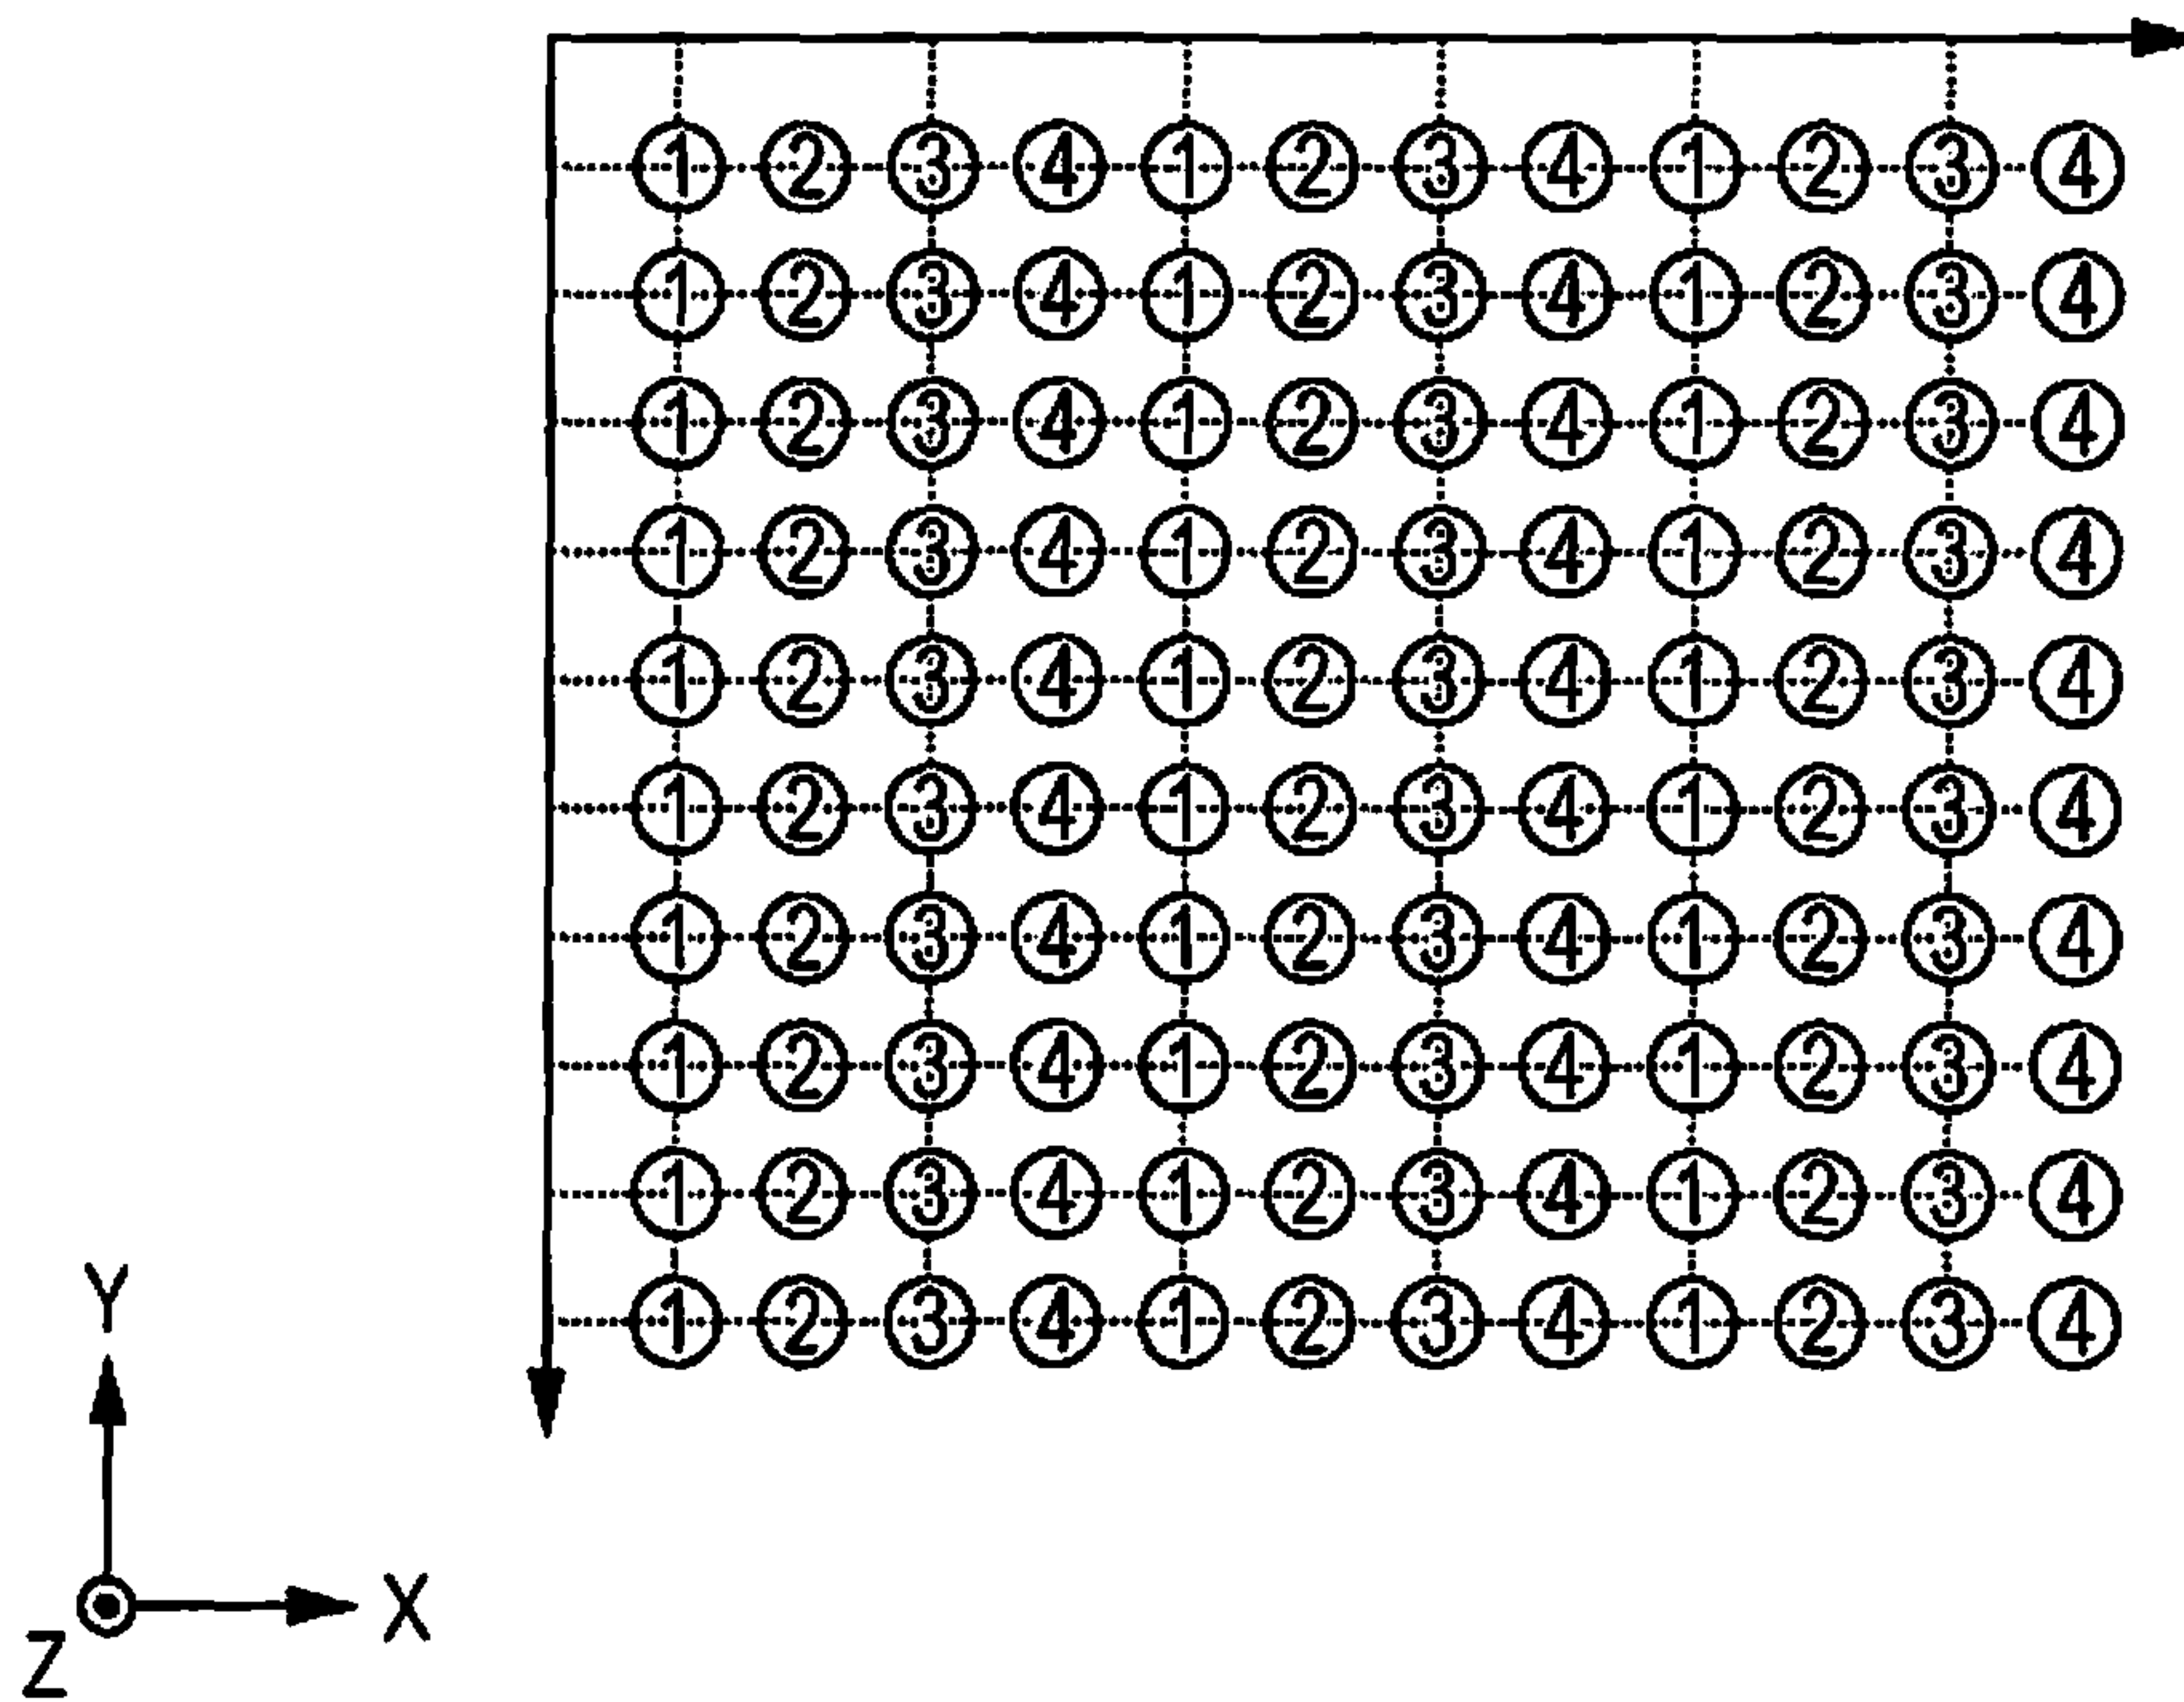 ① ② ③ ④ ① ② ③ ④ ① ② ③ ④
① ② ③ ④ ① ② ③ ④ ① ② ③ ④
① ② ③ ④ ① ② ③ ④ ① ② ③ ④
① ② ③ ④ ① ② ③ ④ ① ② ③ ④
① ② ③ ④ ① ② ③ ④ ① ② ③ ④
① ② ③ ④ ① ② ③ ④ ① ② ③ ④
① ② ③ ④ ① ② ③ ④ ① ② ③ ④
① ② ③ ④ ① ② ③ ④ ① ② ③ ④
① ② ③ ④ ① ② ③ ④ ① ② ③ ④
① ② ③ ④ ① ② ③ ④ ① ② ③ ④
Y
X
Z